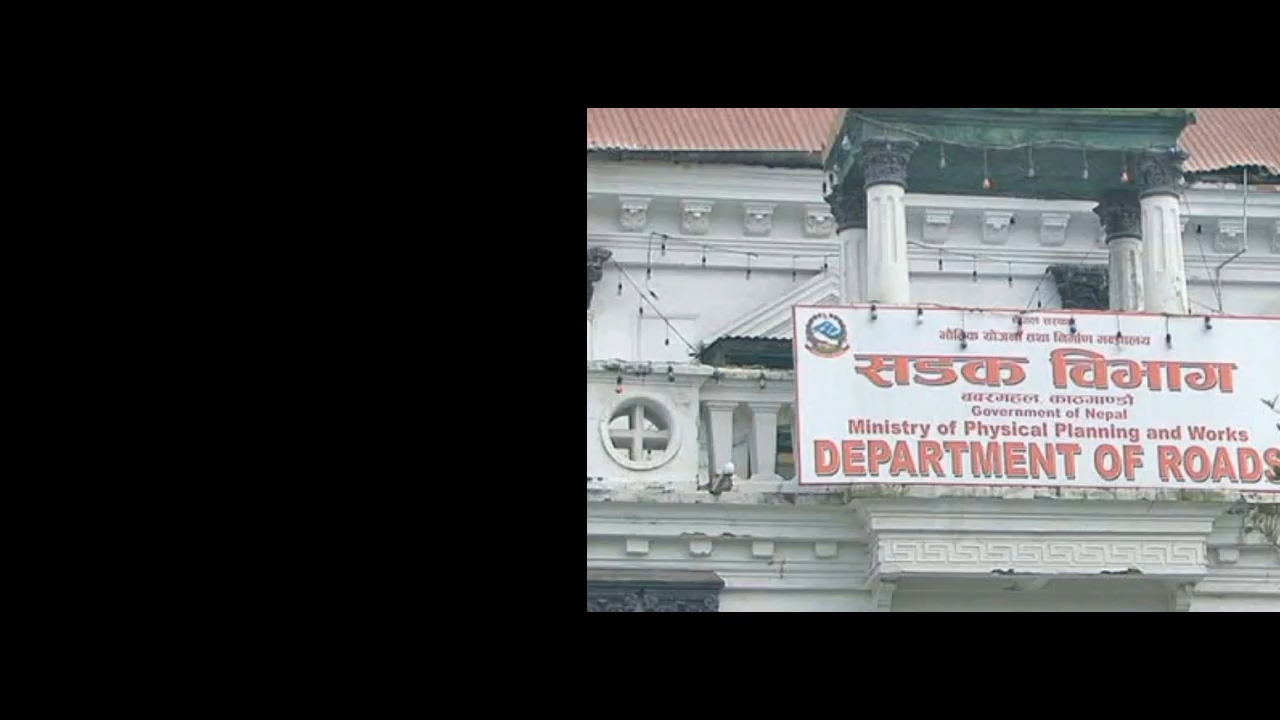 नेपाल सरकार
भौतिक योजना तथा निर्माण मन्त्रालय
सडक विभाग
बबरमहल, काठमाण्डौ
Government of Nepal
Ministry of Physical Planning and Works
DEPARTMENT OF ROADS